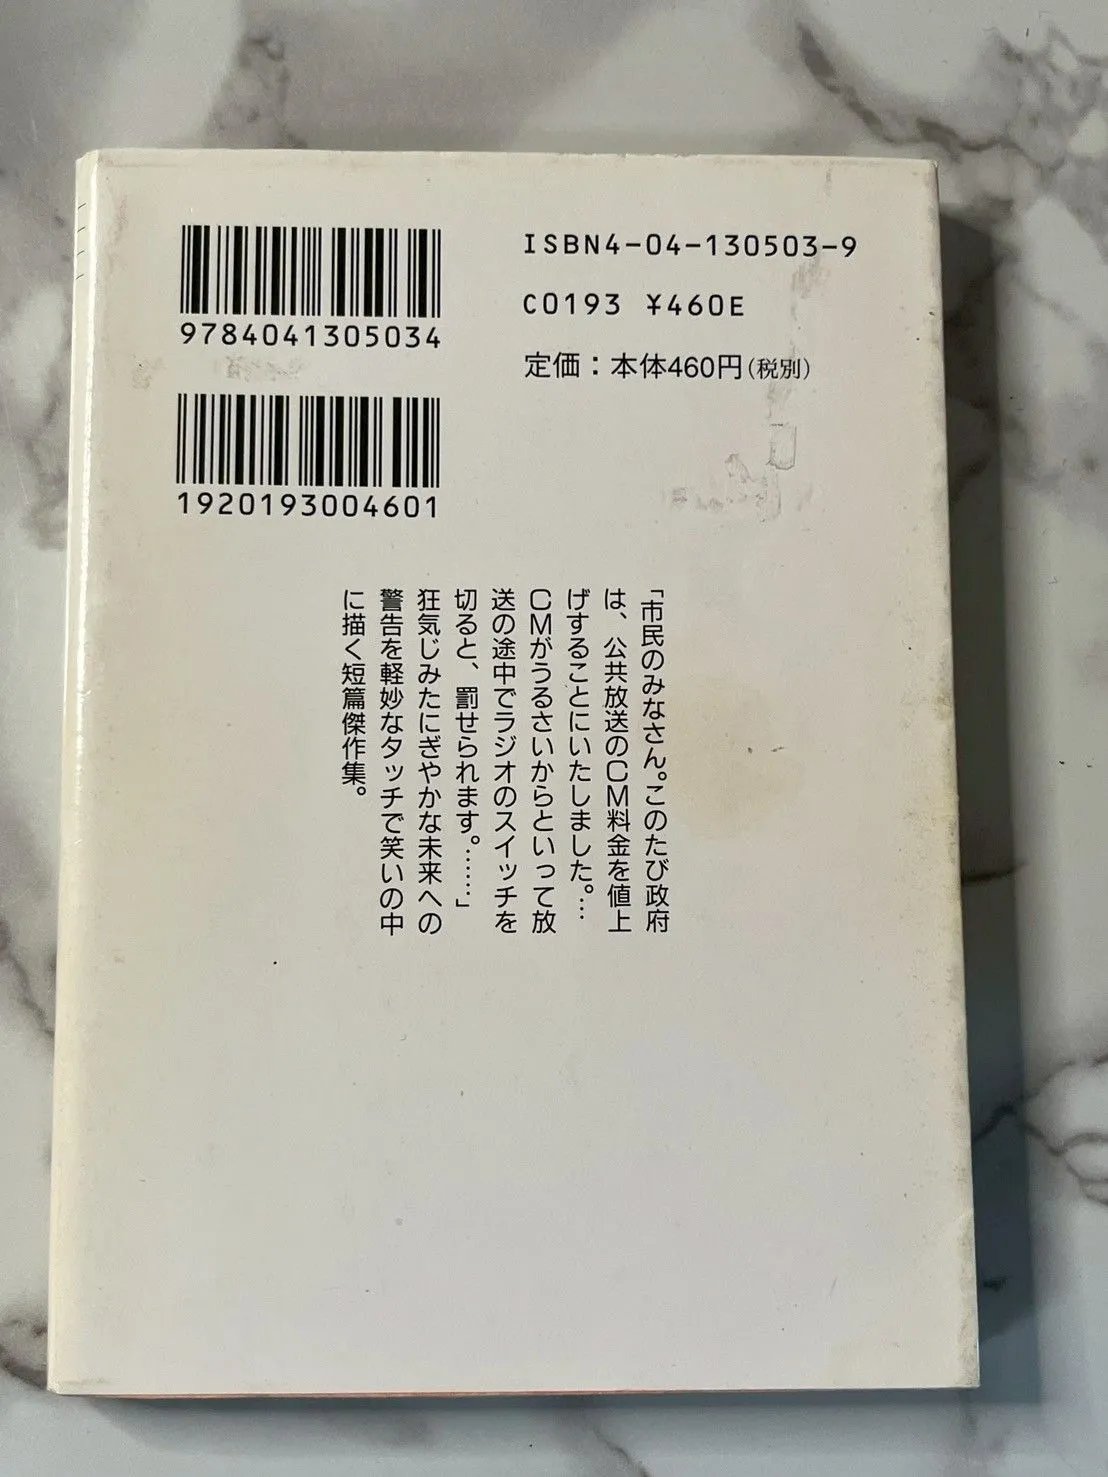 9784041305034
1920193004601
ISBN4-04-130503-9
C0193 ¥460E
定価：本体460円(税別)
「市民のみなさん。このたび政府
は、公共放送のCM料金を値上
げすることにいたしました。…
CMがうるさいからといって放
送の途中でラジオのスイッチを
切ると、罰せられます。……」
狂気じみたにぎやかな未来への
警告を軽妙なタッチで笑いの中
に描く短篇傑作集。